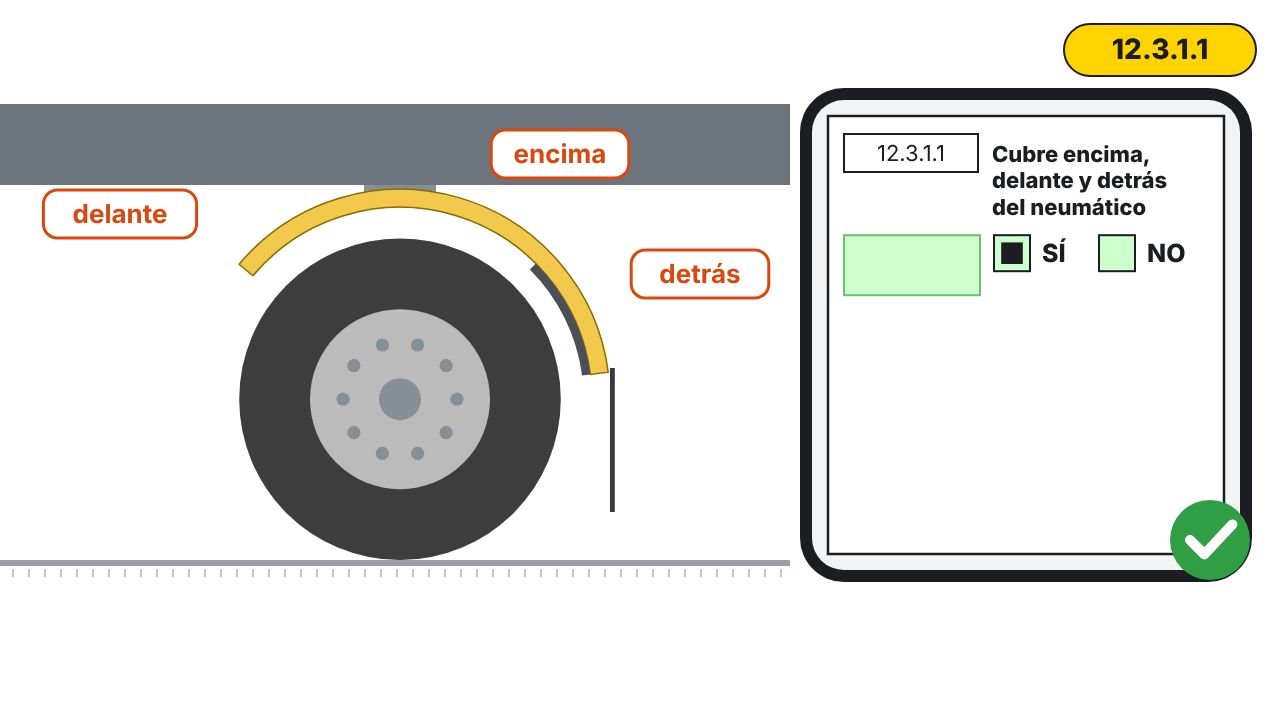 12.3.1.1
encima
delante
detrás
12.3.1.1
Cubre encima,
delante y detrás
del neumático
SÍ
NO